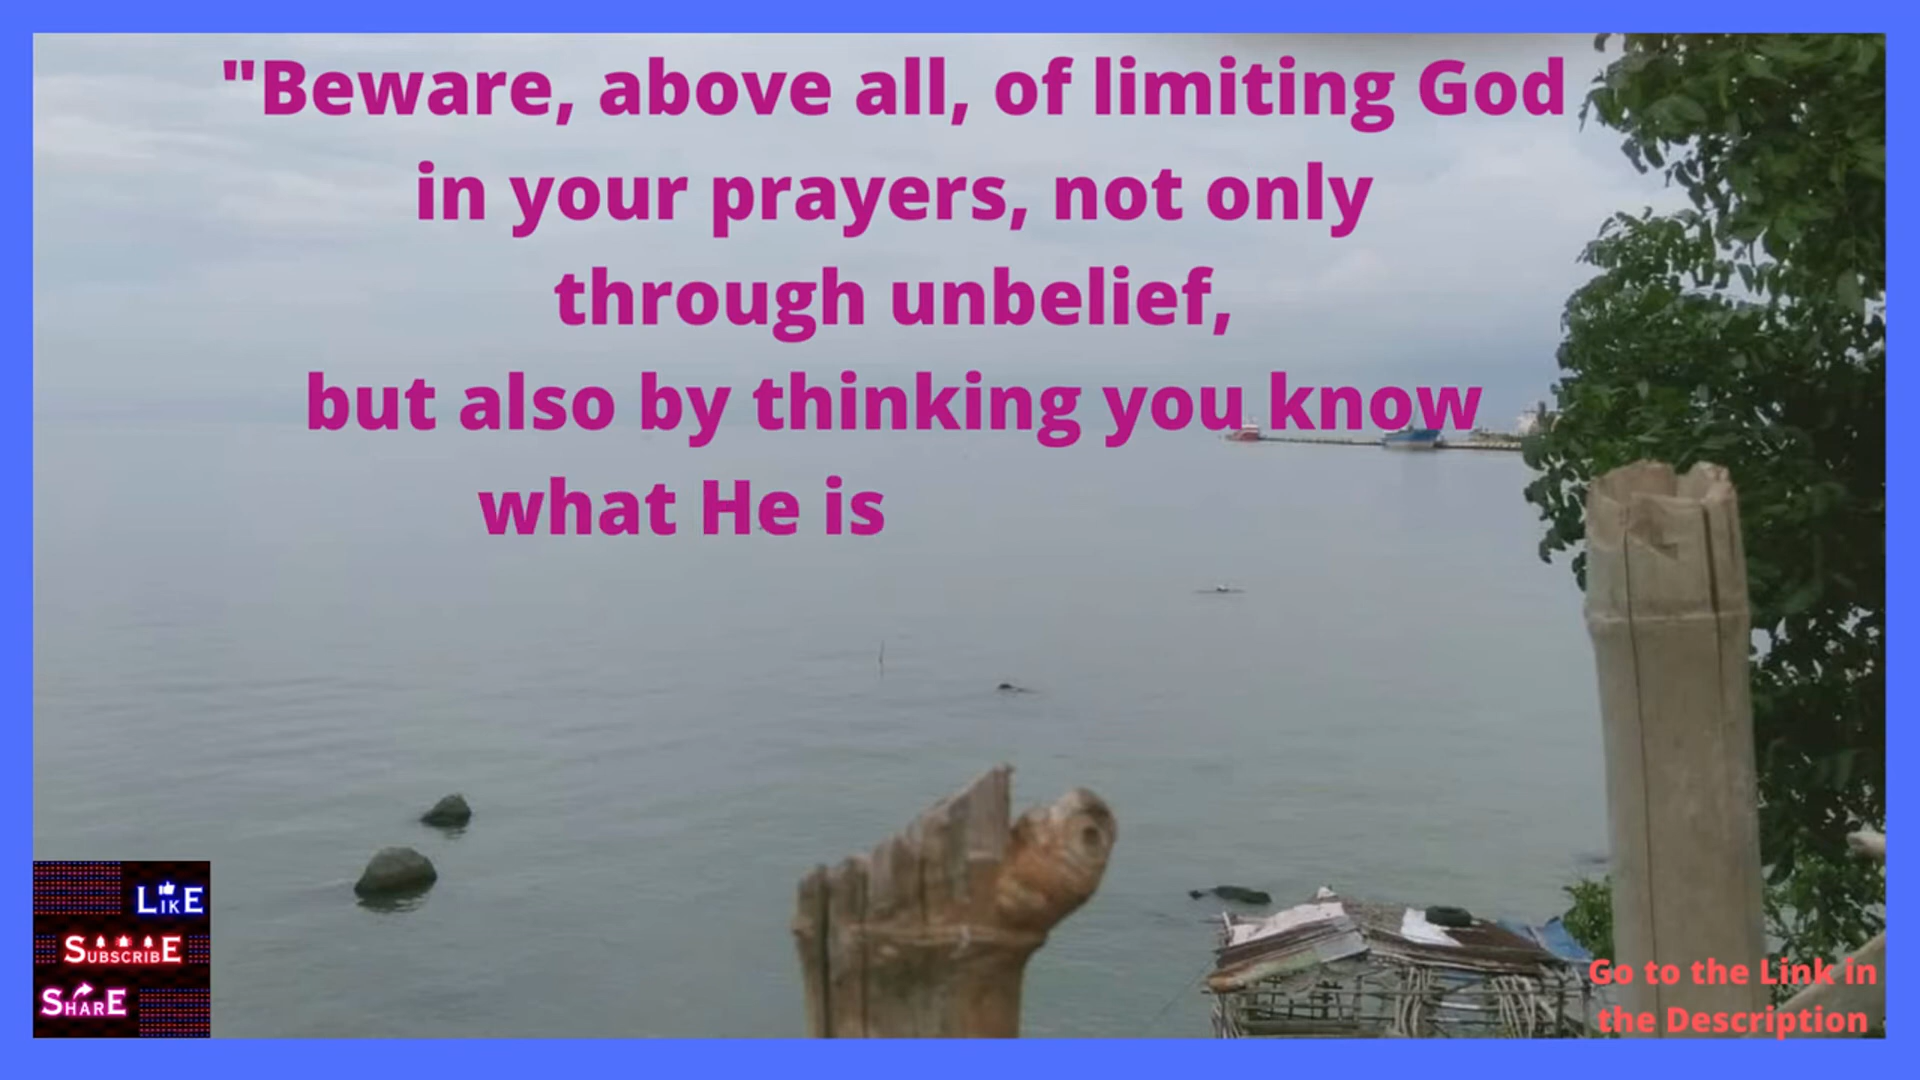 "Beware, above all, of limiting God
in your prayers, not only
through unbelief,
but also by thinking you know
what He is
LIKE
SUBSCRIBE
SHARE
Go to the Link in
the Description